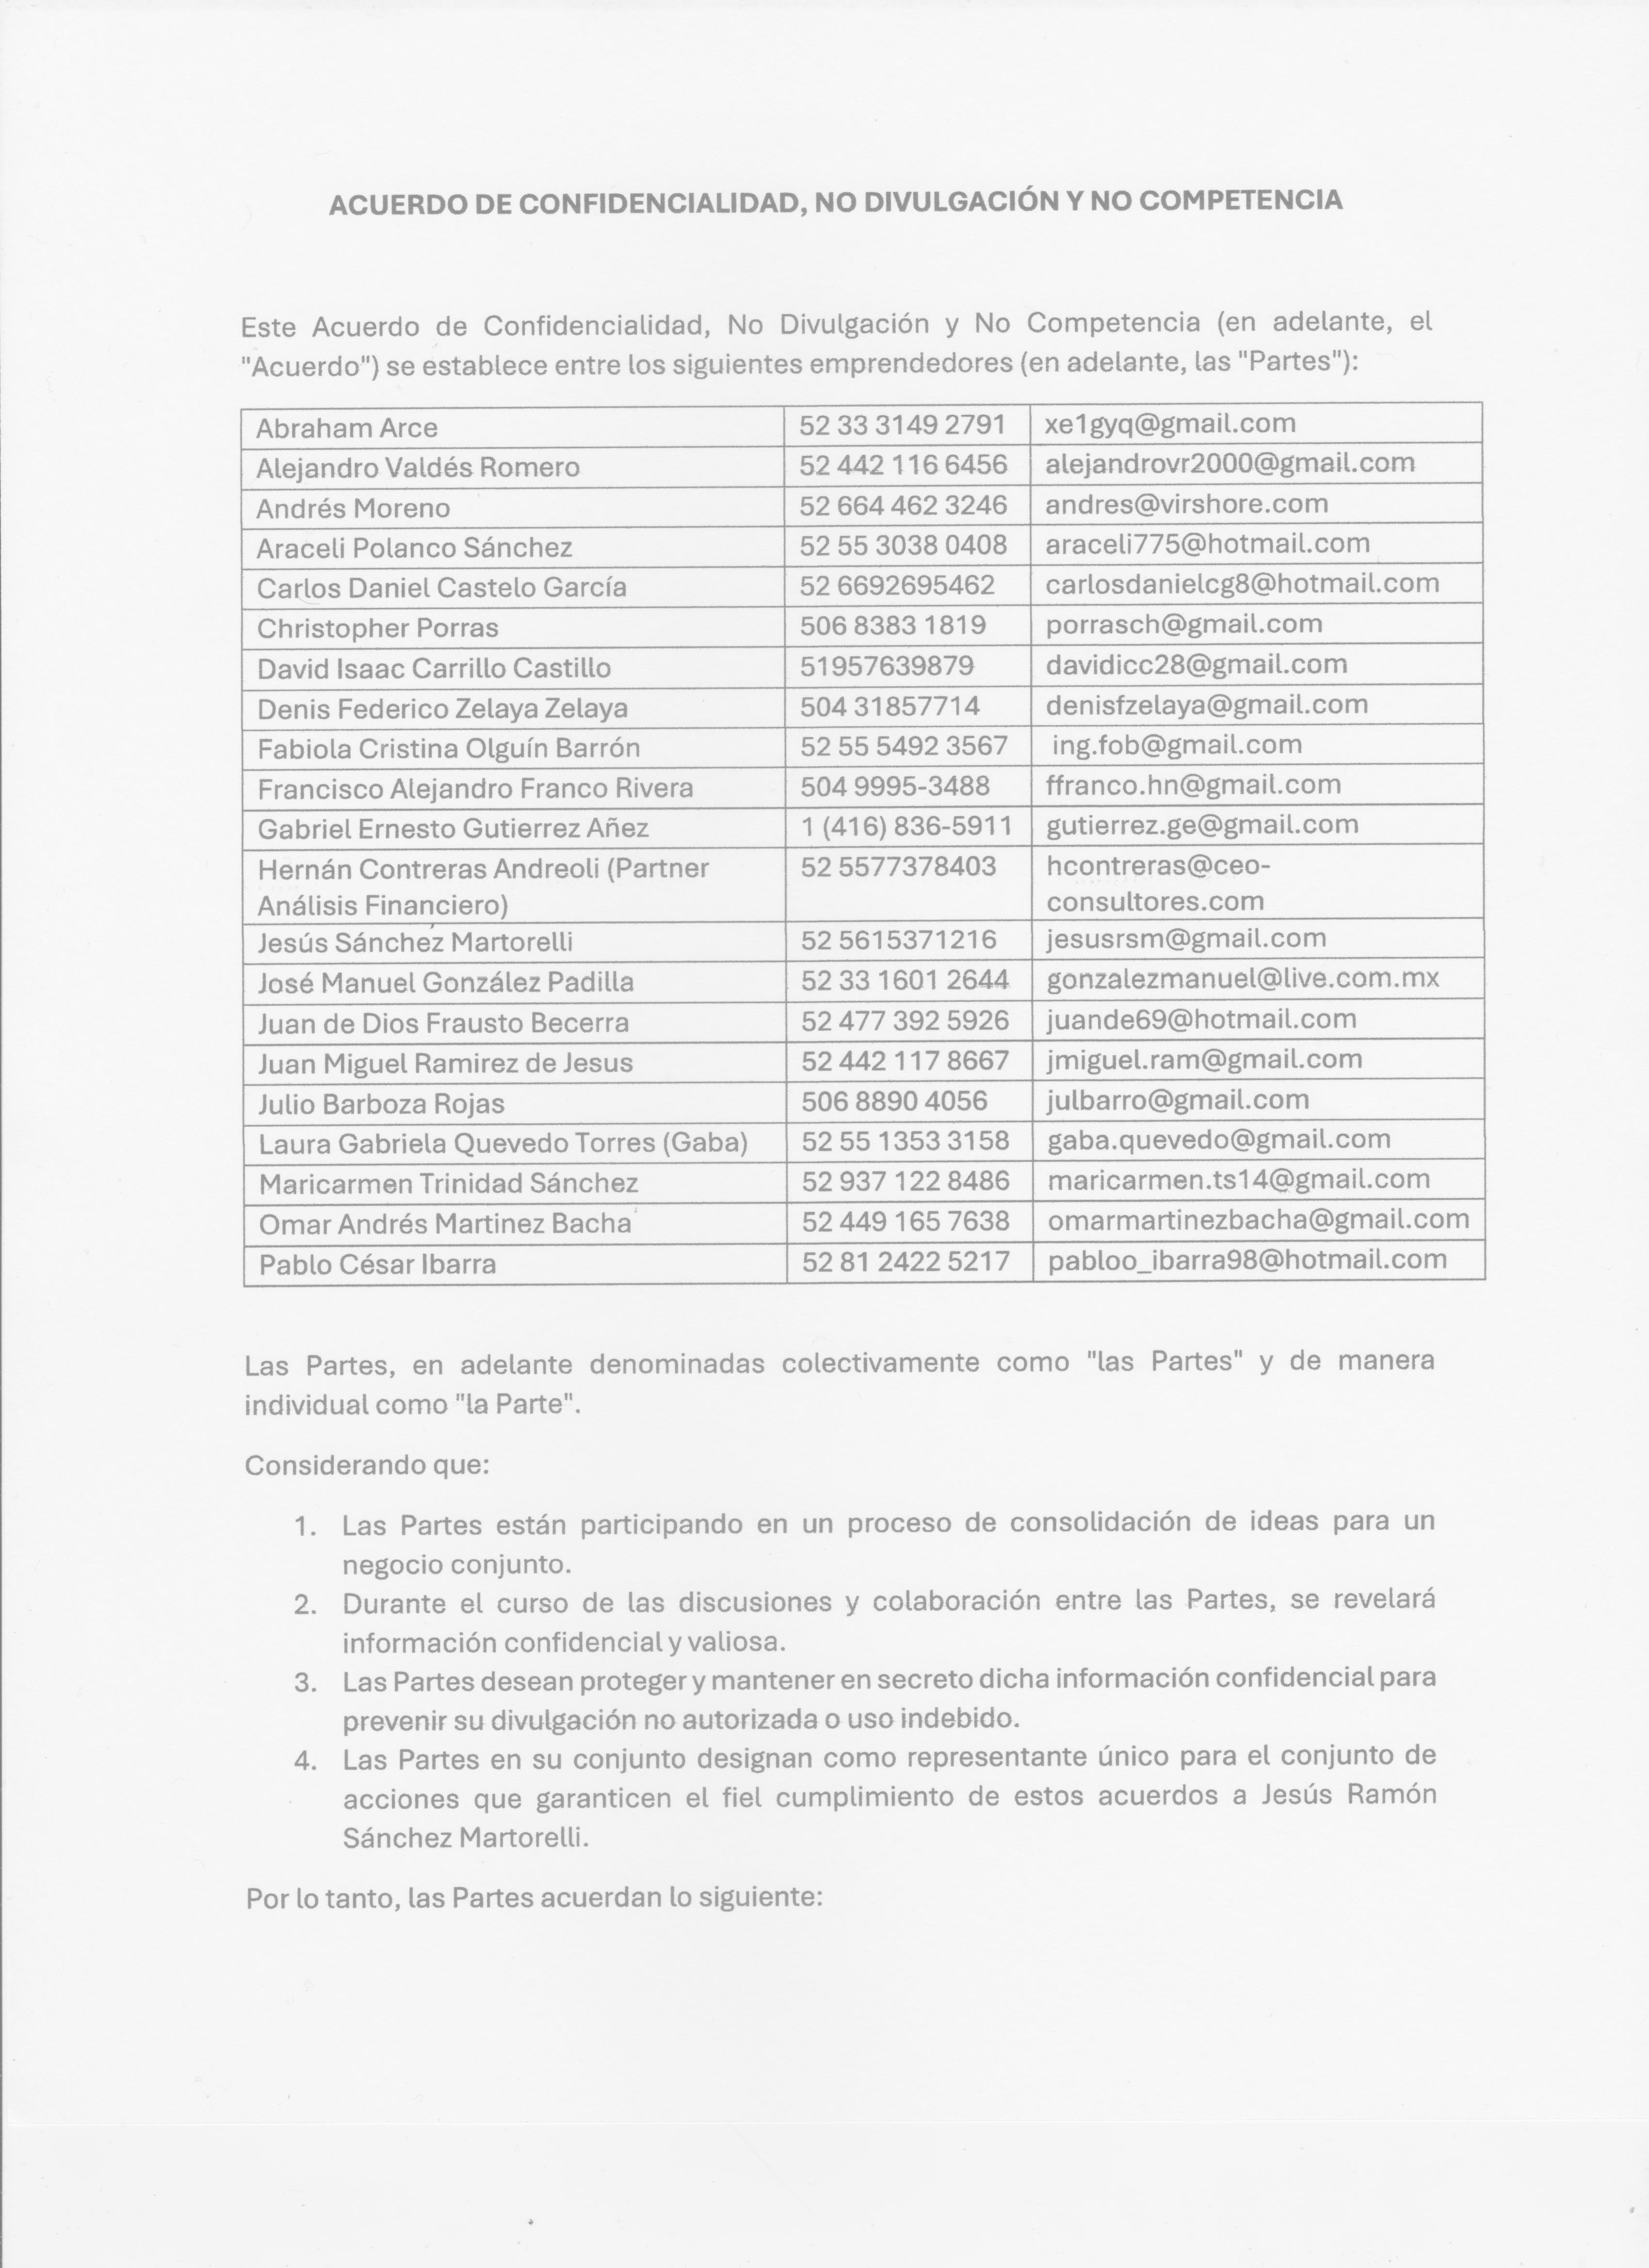 ACUERDO DE CONFIDENCIALIDAD, NO DIVULGACIÓN Y NO COMPETENCIA
Este Acuerdo de Confidencialidad, No Divulgación y No Competencia (en adelante, el
"Acuerdo") se establece entre los siguientes emprendedores (en adelante, las "Partes"):
Abraham Arce 52 33 3149 2791 xe1gyq@gmail.com
Alejandro Valdés Romero 52 442 116 6456 alejandrovr2000@gmail.com
Andrés Moreno 52 664 462 3246 andres@virshore.com
Araceli Polanco Sánchez 52 55 3038 0408 araceli775@hotmail.com
Carlos Daniel Castelo García 52 6692695462 carlosdanielcg8@hotmail.com
Christopher Porras 506 8383 1819 porrasch@gmail.com
David Isaac Carrillo Castillo 51957639879 davidicc28@gmail.com
Denis Federico Zelaya Zelaya 504 31857714 denisfzelaya@gmail.com
Fabiola Cristina Olguín Barrón 52 55 5492 3567 ing.fob@gmail.com
Francisco Alejandro Franco Rivera 504 9995-3488 ffranco.hn@gmail.com
Gabriel Ernesto Gutierrez Añez 1 (416) 836-5911 gutierrez.ge@gmail.com
Hernán Contreras Andreoli (Partner 52 5577378403 hcontreras@ceo-
Análisis Financiero) consultores.com
Jesús Sánchez Martorelli 52 5615371216 jesusrsm@gmail.com
José Manuel González Padilla 52 33 1601 2644 gonzalezmanuel@live.com.mx
Juan de Dios Frausto Becerra 52 477 392 5926 juande69@hotmail.com
Juan Miguel Ramirez de Jesus 52 442 117 8667 jmiguel.ram@gmail.com
Julio Barboza Rojas 506 8890 4056 julbarro@gmail.com
Laura Gabriela Quevedo Torres (Gaba) 52 55 1353 3158 gaba.quevedo@gmail.com
Maricarmen Trinidad Sánchez 52 937 122 8486 maricarmen.ts14@gmail.com
Omar Andrés Martinez Bacha 52 449 165 7638 omarmartinezbacha@gmail.com
Pablo César Ibarra 52 81 2422 5217 pabloo_ibarra98@hotmail.com
Las Partes, en adelante denominadas colectivamente como "las Partes" y de manera
individual como "la Parte".
Considerando que:
1. Las Partes están participando en un proceso de consolidación de ideas para un
negocio conjunto.
2. Durante el curso de las discusiones y colaboración entre las Partes, se revelará
información confidencial y valiosa.
3. Las Partes desean proteger y mantener en secreto dicha información confidencial para
prevenir su divulgación no autorizada o uso indebido.
4. Las Partes en su conjunto designan como representante único para el conjunto de
acciones que garanticen el fiel cumplimiento de estos acuerdos a Jesús Ramón
Sánchez Martorelli.
Por lo tanto, las Partes acuerdan lo siguiente: